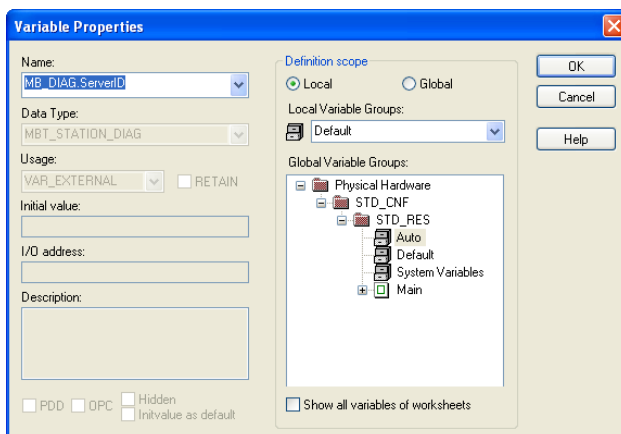 Variable Properties
Name:
MB_DIAG.ServerID
Data Type:
MBT_STATION_DIAG
Usage:
VAR_EXTERNAL
RETAIN
Initial value:
I/O address:
Description:
PDD
OPC
Hidden
Initvalue as default
Definition scope
Local
Global
Local Variable Groups:
Default
Global Variable Groups:
Physical Hardware
STD_CNF
STD_RES
Auto
Default
System Variables
Main
Show all variables of worksheets
OK
Cancel
Help